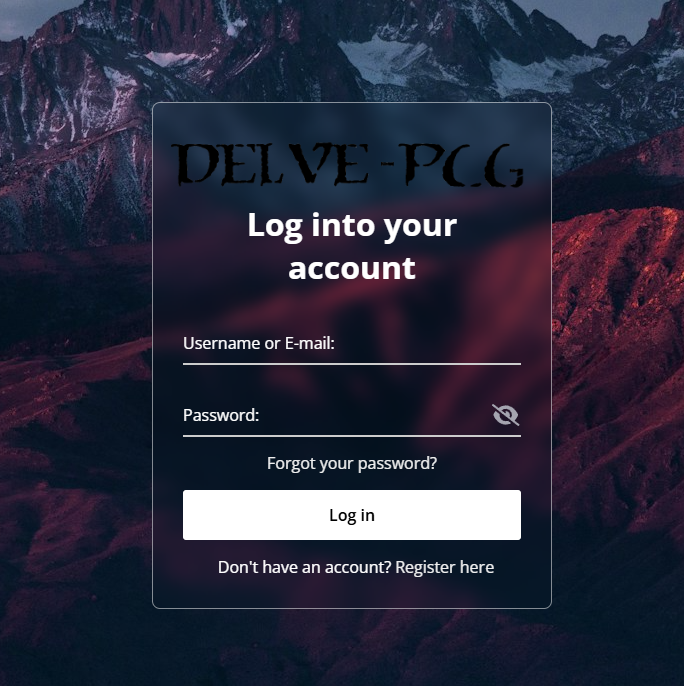 DELVE-PCG
Log into your
account
Username or E-mail:
Password:
Forgot your password?
Log in
Don't have an account? Register here